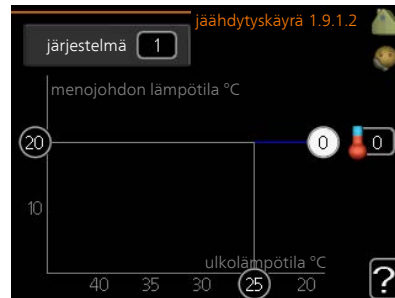 jäähdytyskäyrä 1.9.1.2
järjestelmä 1
menojohdon lämpötila °C
20 0 0
10
ulkolämpötila °C
40 35 30 25 20
?